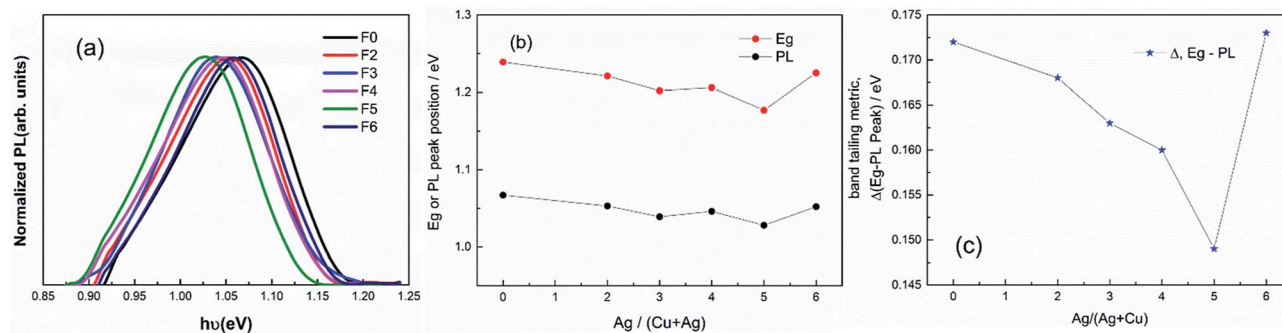 (a)
F0
F2
F3
F4
F5
F6
Normalized PL(arb. units)
0.85 0.90 0.95 1.00 1.05 1.10 1.15 1.20 1.25
hυ(eV)
(b)
Eg
PL
Eg or PL peak position / eV
1.3
1.2
1.1
1.0
0 1 2 3 4 5 6
Ag / (Cu+Ag)
(c)
Δ, Eg - PL
band tailing metric,
Δ(Eg-PL Peak) / eV
0.175
0.170
0.165
0.160
0.155
0.150
0.145
0 1 2 3 4 5 6
Ag/(Ag+Cu)